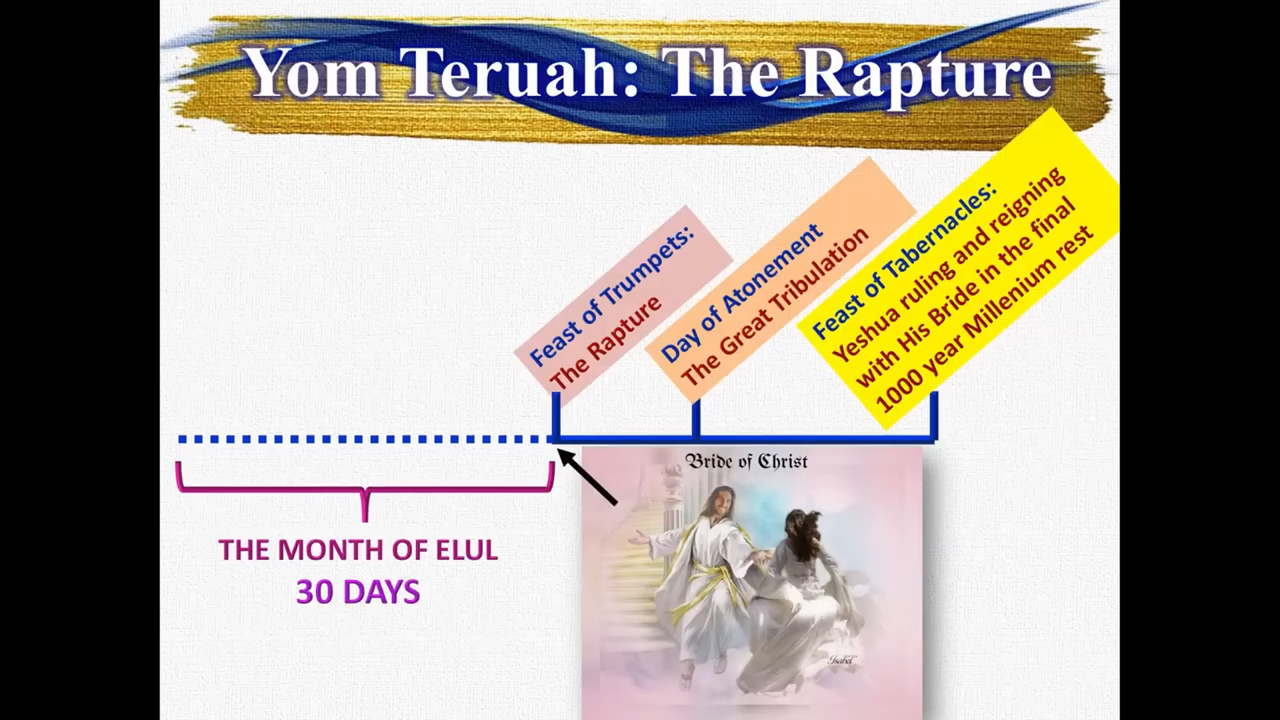 Yom Teruah: The Rapture
Feast of Trumpets:
The Rapture
Day of Atonement
The Great Tribulation
Feast of Tabernacles:
Yeshua ruling and reigning
with His Bride in the final
1000 year Millenium rest
THE MONTH OF ELUL
30 DAYS
Bride of Christ
Isabel